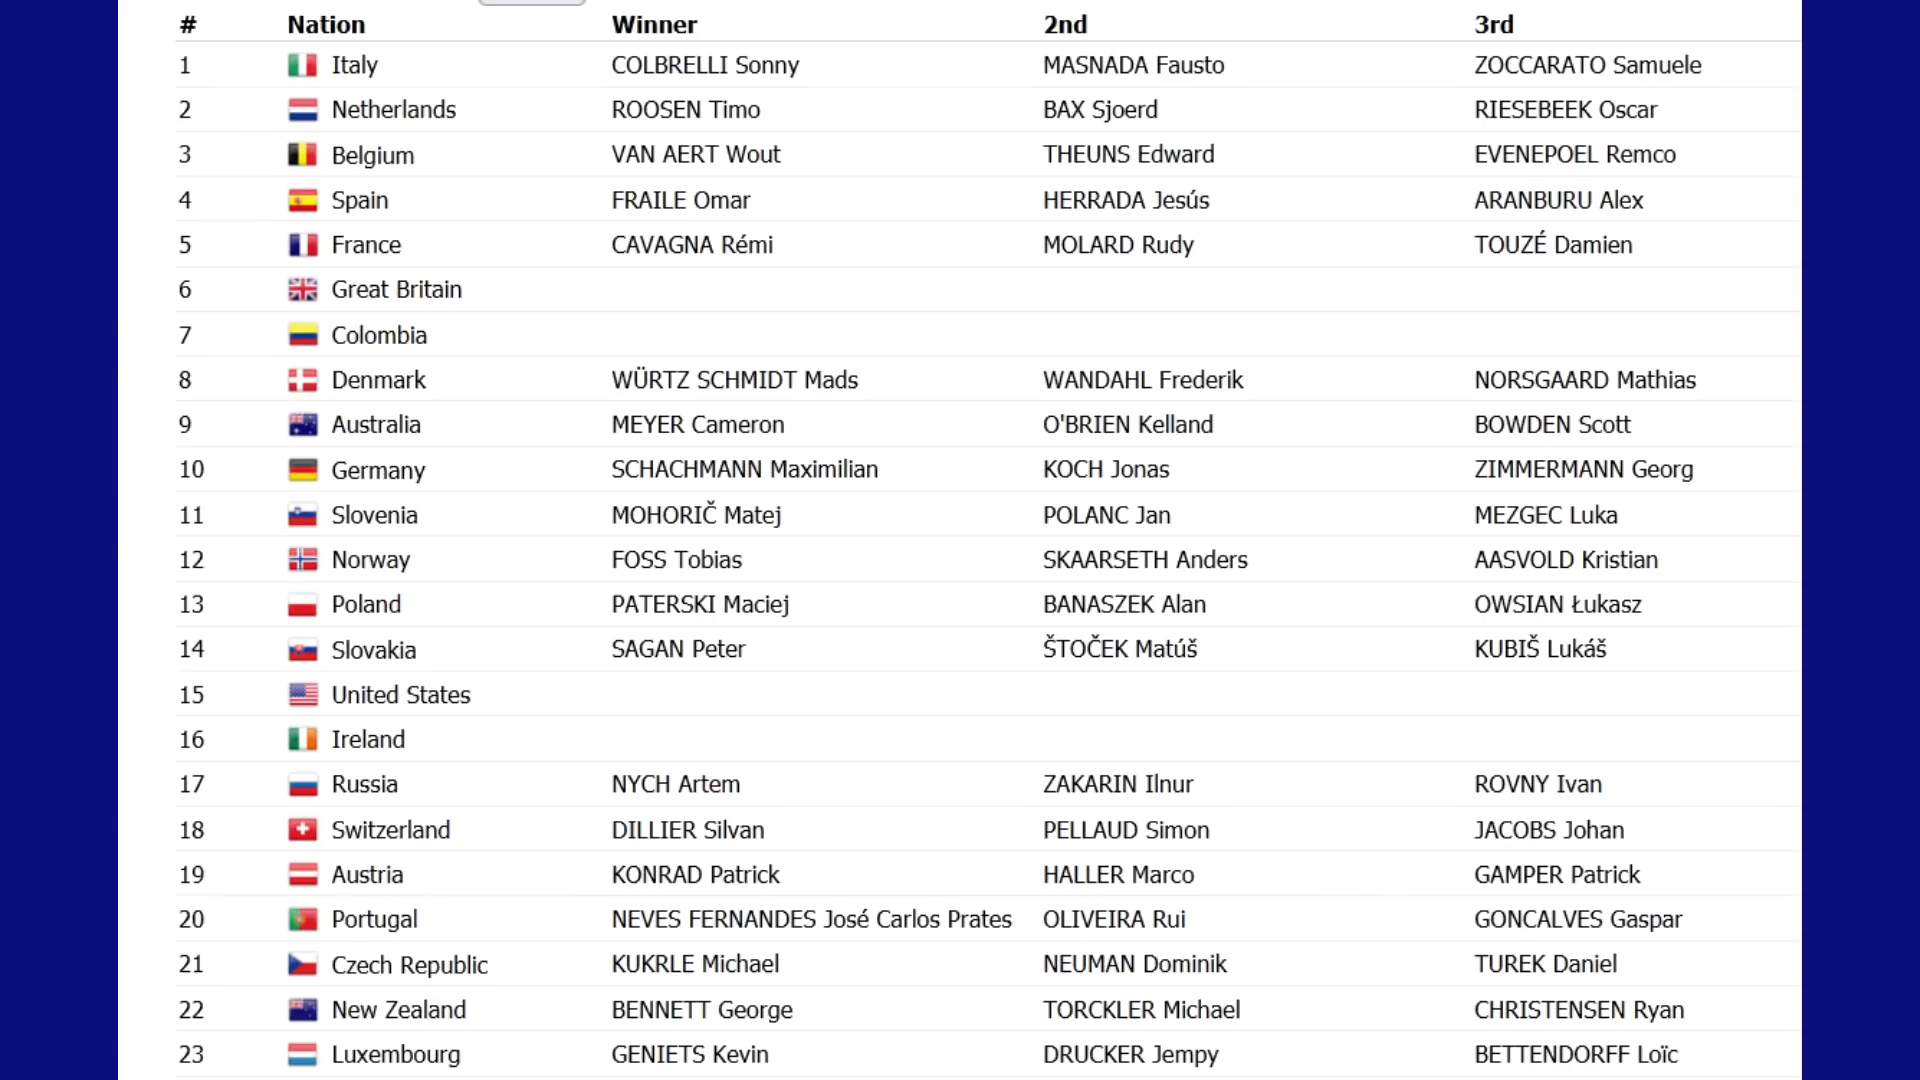 # Nation Winner 2nd 3rd
1 Italy COLBRELLI Sonny MASNADA Fausto ZOCCARATO Samuele
2 Netherlands ROOSEN Timo BAX Sjoerd RIESEBEEK Oscar
3 Belgium VAN AERT Wout THEUNS Edward EVENEPOEL Remco
4 Spain FRAILE Omar HERRADA Jesús ARANBURU Alex
5 France CAVAGNA Rémi MOLARD Rudy TOUZÉ Damien
6 Great Britain
7 Colombia
8 Denmark WÜRTZ SCHMIDT Mads WANDAHL Frederik NORSGAARD Mathias
9 Australia MEYER Cameron O'BRIEN Kelland BOWDEN Scott
10 Germany SCHACHMANN Maximilian KOCH Jonas ZIMMERMANN Georg
11 Slovenia MOHORIČ Matej POLANC Jan MEZGEC Luka
12 Norway FOSS Tobias SKAARSETH Anders AASVOLD Kristian
13 Poland PATERSKI Maciej BANASZEK Alan OWSIAN Łukasz
14 Slovakia SAGAN Peter ŠTOČEK Matúš KUBIŠ Lukáš
15 United States
16 Ireland
17 Russia NYCH Artem ZAKARIN Ilnur ROVNY Ivan
18 Switzerland DILLIER Silvan PELLAUD Simon JACOBS Johan
19 Austria KONRAD Patrick HALLER Marco GAMPER Patrick
20 Portugal NEVES FERNANDES José Carlos Prates OLIVEIRA Rui GONCALVES Gaspar
21 Czech Republic KUKRLE Michael NEUMAN Dominik TUREK Daniel
22 New Zealand BENNETT George TORCKLER Michael CHRISTENSEN Ryan
23 Luxembourg GENIETS Kevin DRUCKER Jempy BETTENDORFF Loïc